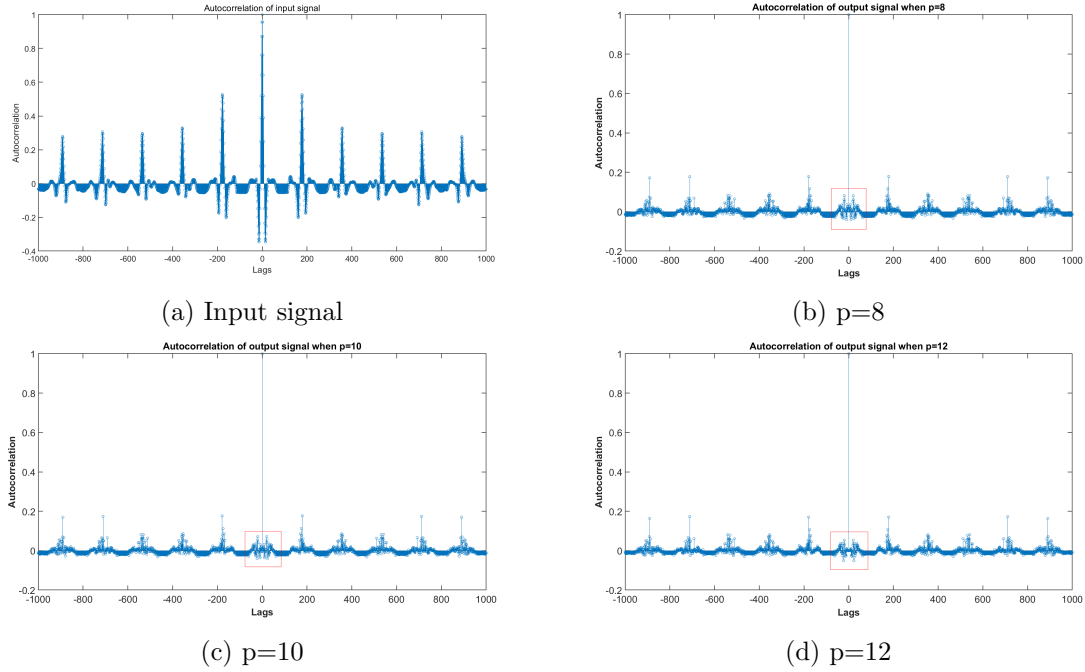 Autocorrelation of input signal
1
0.8
0.6
0.4
0.2
0
-0.2
-0.4
Autocorrelation
-1000 -800 -600 -400 -200 0 200 400 600 800 1000
Lags
(a) Input signal
Autocorrelation of output signal when p=8
1
0.8
0.6
0.4
0.2
0
-0.2
Autocorrelation
-1000 -800 -600 -400 -200 0 200 400 600 800 1000
Lags
(b) p=8
Autocorrelation of output signal when p=10
1
0.8
0.6
0.4
0.2
0
-0.2
Autocorrelation
-1000 -800 -600 -400 -200 0 200 400 600 800 1000
Lags
(c) p=10
Autocorrelation of output signal when p=12
1
0.8
0.6
0.4
0.2
0
-0.2
Autocorrelation
-1000 -800 -600 -400 -200 0 200 400 600 800 1000
Lags
(d) p=12